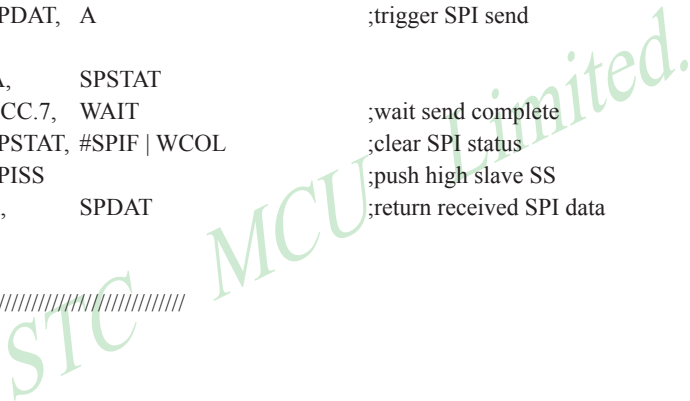 PDAT, A ;trigger SPI send
A, SPSTAT
CC.7, WAIT ;wait send complete
PSTAT, #SPIF | WCOL ;clear SPI status
PISS ;push high slave SS
, SPDAT ;return received SPI data
///////////////////////////
STC MCU Limited.